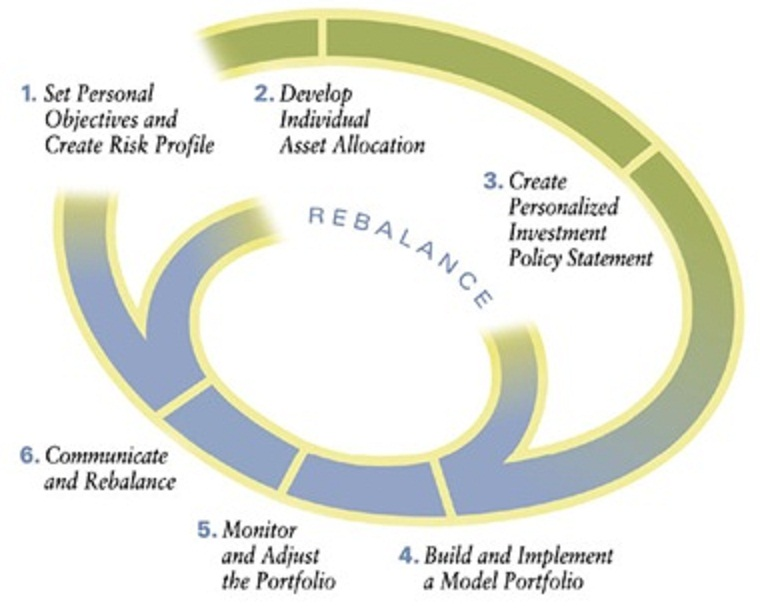 1. Set Personal
Objectives and
Create Risk Profile
2. Develop
Individual
Asset Allocation
3. Create
Personalized
Investment
Policy Statement
REBALANCE
6. Communicate
and Rebalance
5. Monitor
and Adjust
the Portfolio
4. Build and Implement
a Model Portfolio